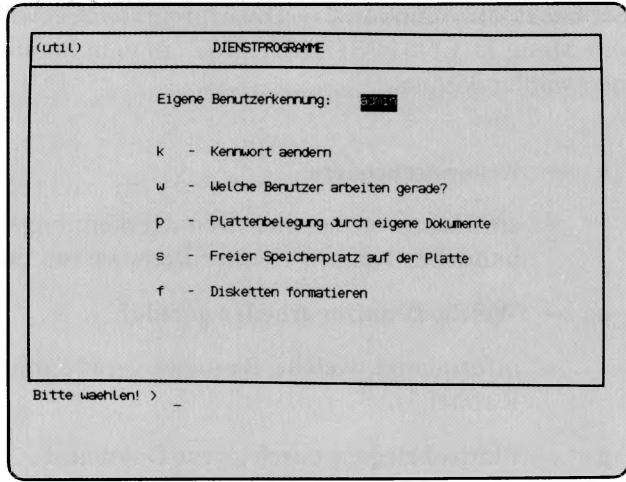 (util) DIENSTPROGRAMME
Eigene Benutzerkennung: admin
k - Kennwort aendern
w - Welche Benutzer arbeiten gerade?
p - Plattenbelegung durch eigene Dokumente
s - Freier Speicherplatz auf der Platte
f - Disketten formatieren
Bitte waehlen! > _